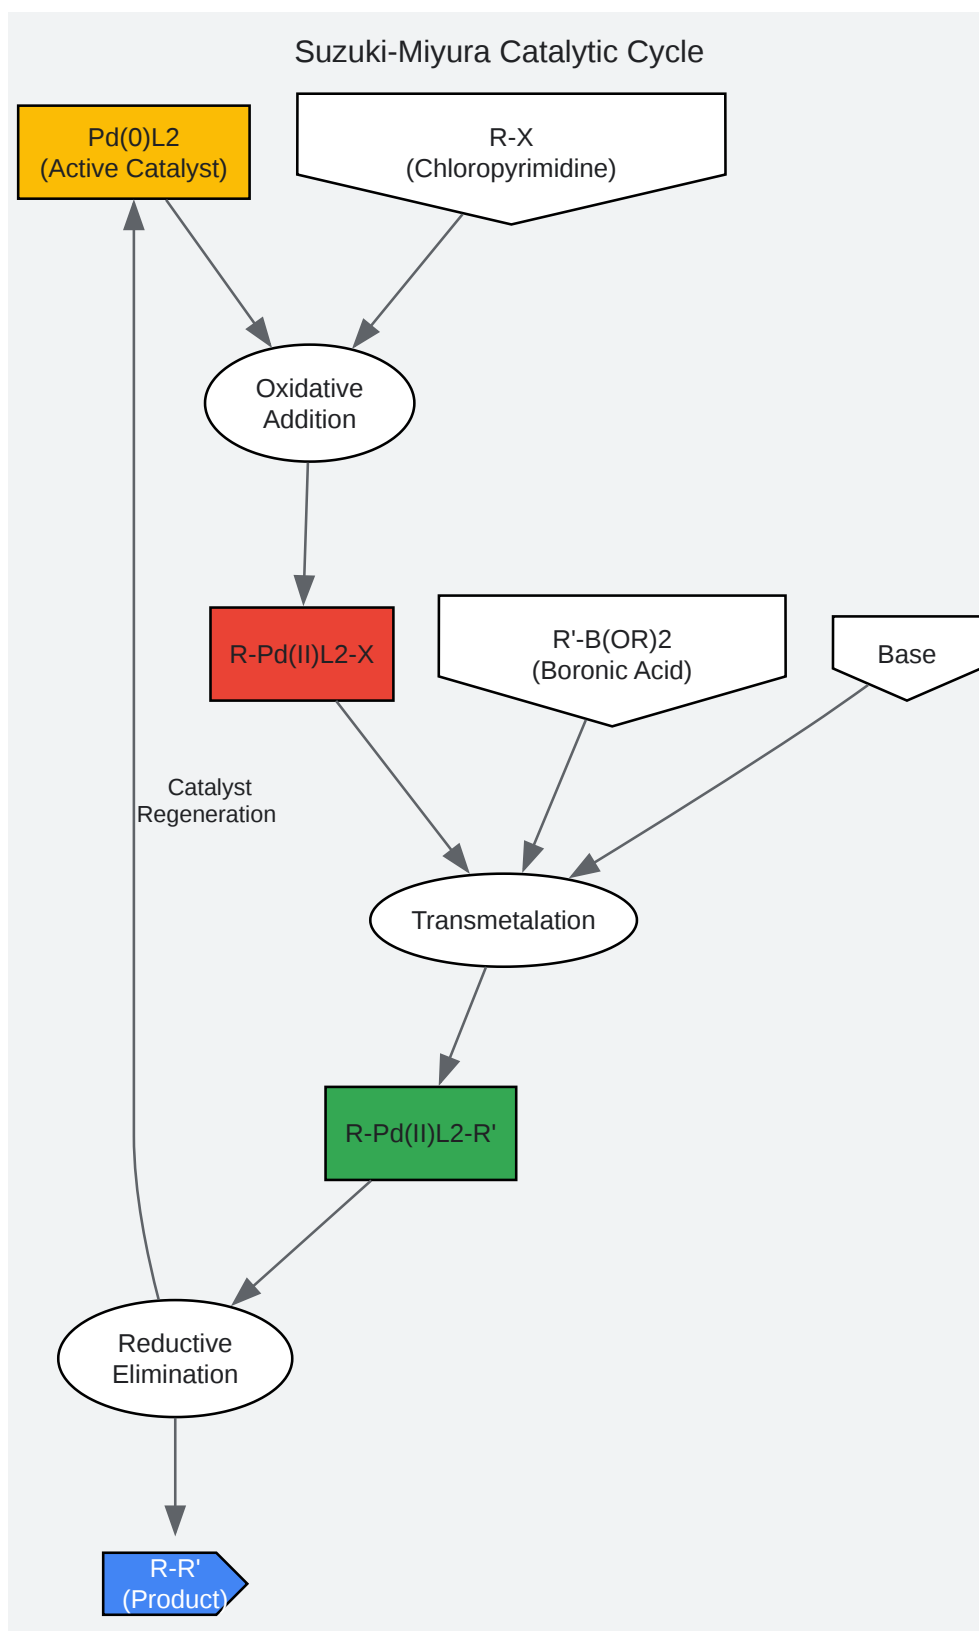 Suzuki-Miyura Catalytic Cycle
Pd(0)L2
(Active Catalyst)
R-X
(Chloropyrimidine)
Oxidative
Addition
R-Pd(II)L2-X
R'-B(OR)2
(Boronic Acid)
Base
Catalyst
Regeneration
Transmetalation
R-Pd(II)L2-R'
Reductive
Elimination
R-R'
(Product)